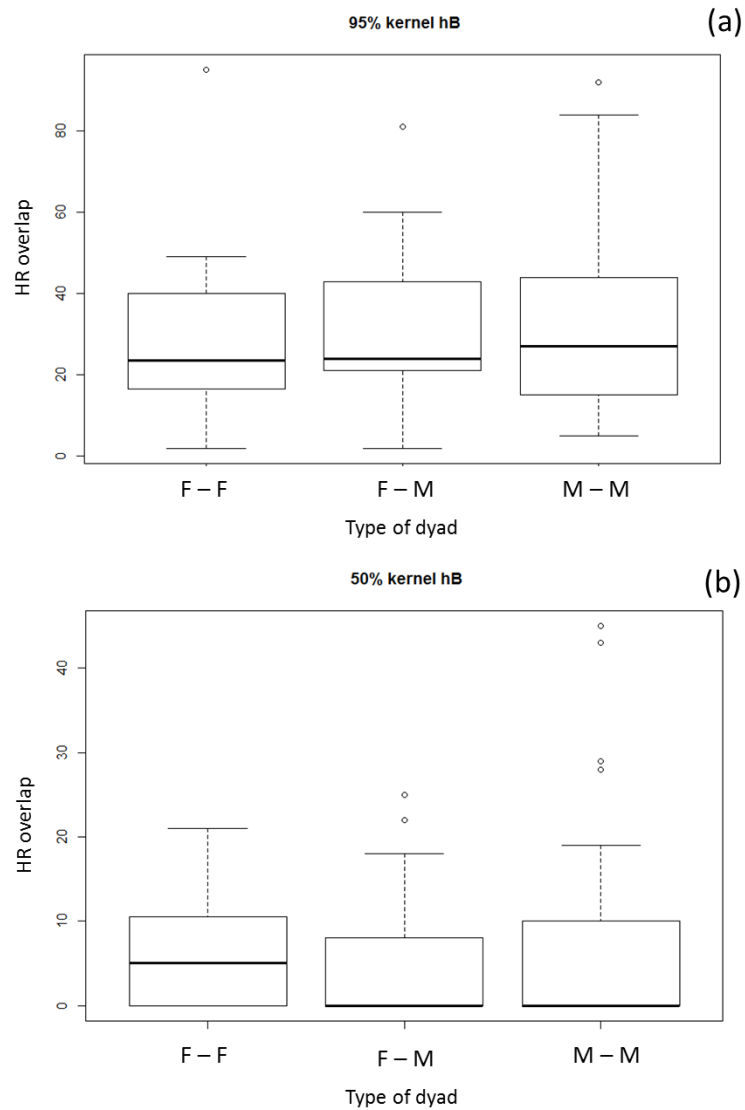 (a)
95% kernel hB
80
60
40
20
0
HR overlap
F – F F – M M – M
Type of dyad
(b)
50% kernel hB
40
30
20
10
0
HR overlap
F – F F – M M – M
Type of dyad